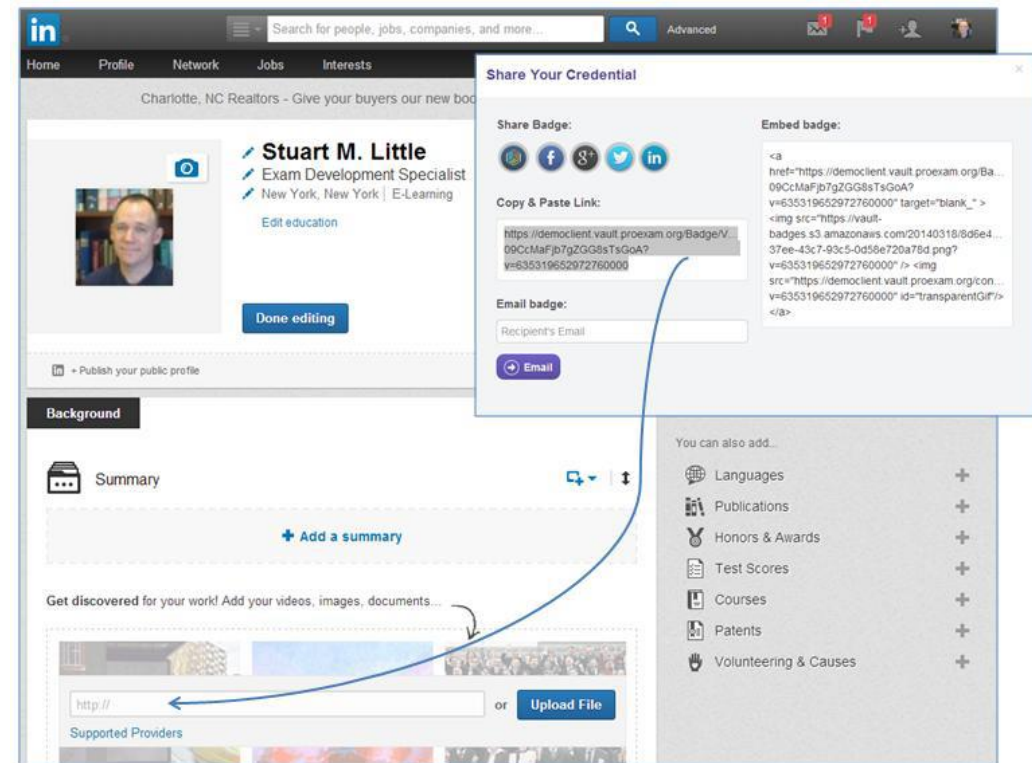 in
Search for people, jobs, companies, and more...
Advanced
1
1
Home Profile Network Jobs Interests
Charlotte, NC Realtors - Give your buyers our new boo
Stuart M. Little
Exam Development Specialist
New York, New York | E-Learning
Edit education
Done editing
in + Publish your public profile
Share Your Credential
×
Share Badge:
f g+ in
Copy & Paste Link:
https://democlient.vault.proexam.org/Badge/V...
09CcMaFjb7gZGG8sTsGoA?
v=635319652972760000
Email badge:
Recipient's Email
Email
Embed badge:
<a
href="https://democlient.vault.proexam.org/Ba...
09CcMaFjb7gZGG8sTsGoA?
v=635319652972760000" target="blank_" >
<img src="https://vault-
badges.s3.amazonaws.com/20140318/8d6e4...
37ee-43c7-93c5-0d58e720a78d.png?
v=635319652972760000" /> <img
src="https://democlient.vault.proexam.org/con...
v=635319652972760000" id="transparentGif"/>
</a>
Background
Summary
+ Add a summary
Get discovered for your work! Add your videos, images, documents...
http://
or
Upload File
Supported Providers
You can also add...
Languages +
Publications +
Honors & Awards +
Test Scores +
Courses +
Patents +
Volunteering & Causes +